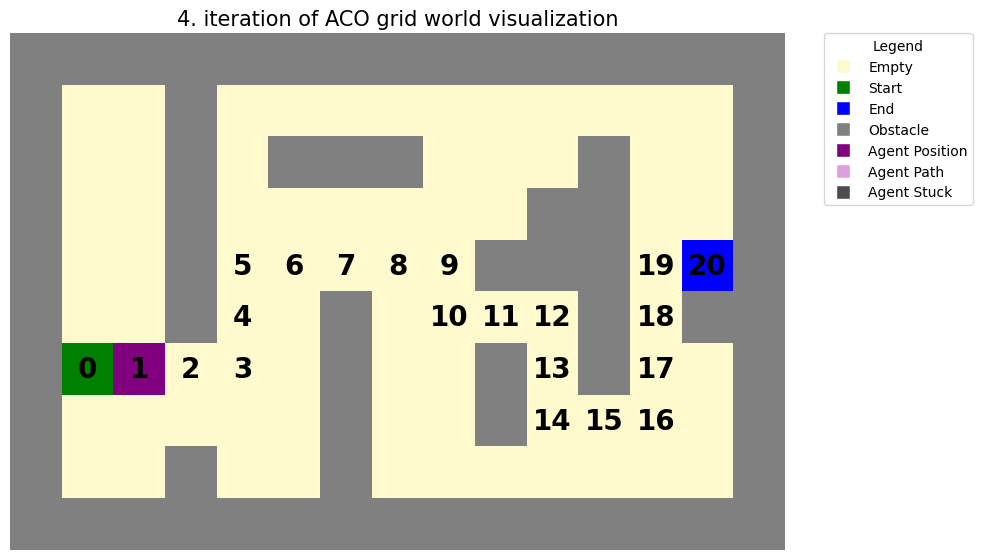 4. iteration of ACO grid world visualization
Legend
Empty
Start
End
Obstacle
Agent Position
Agent Path
Agent Stuck
5 6 7 8 9 19 20
4 10 11 12 18
0 1 2 3 13 17
14 15 16